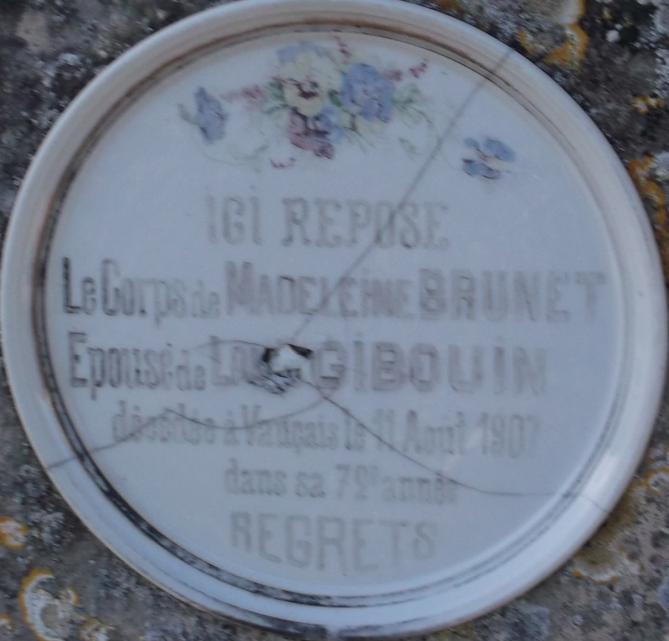 ICI REPOSE
Le Corps de MADELEINE BRUNET
Epouse de GIBOUIN
décédée à Vançais le 11 Aout 1907
dans sa 72e année
REGRETS